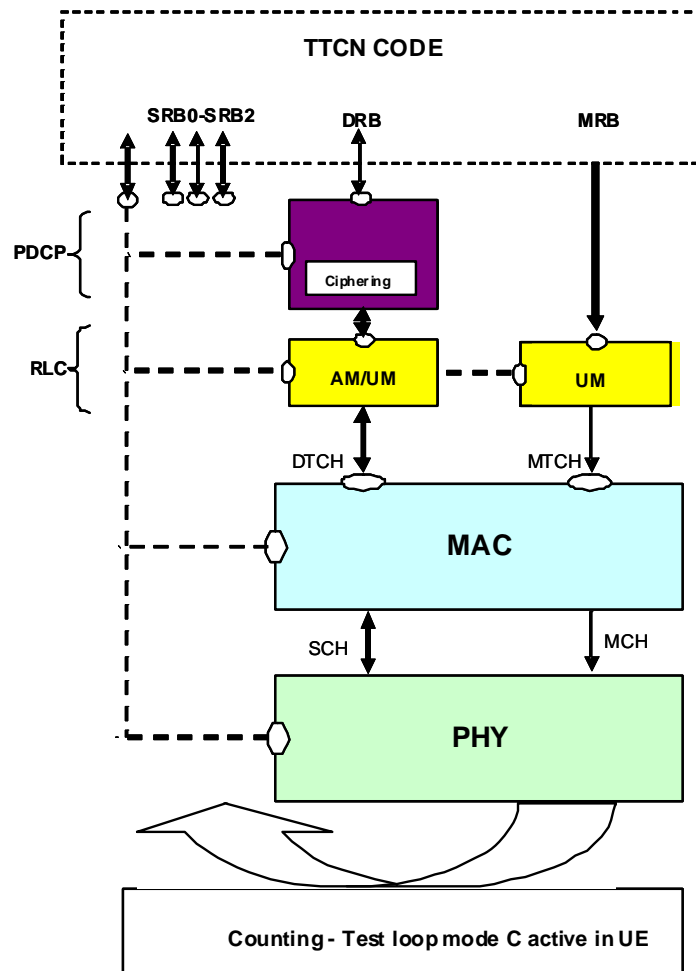 TTCN CODE
SRB0-SRB2
DRB
MRB
PDCP
Ciphering
RLC
AM/UM
UM
DTCH
MTCH
MAC
SCH
MCH
PHY
Counting - Test loop mode C active in UE